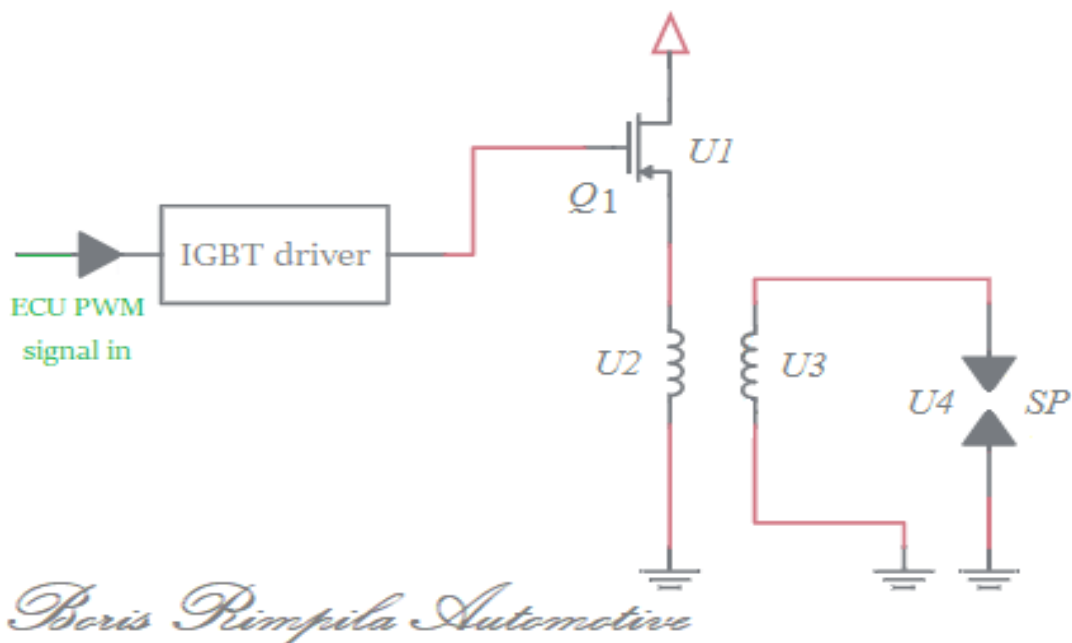 U1
Q1
IGBT driver
ECU PWM
signal in
U2
U3
U4
SP
Boris Rimpila Automotive